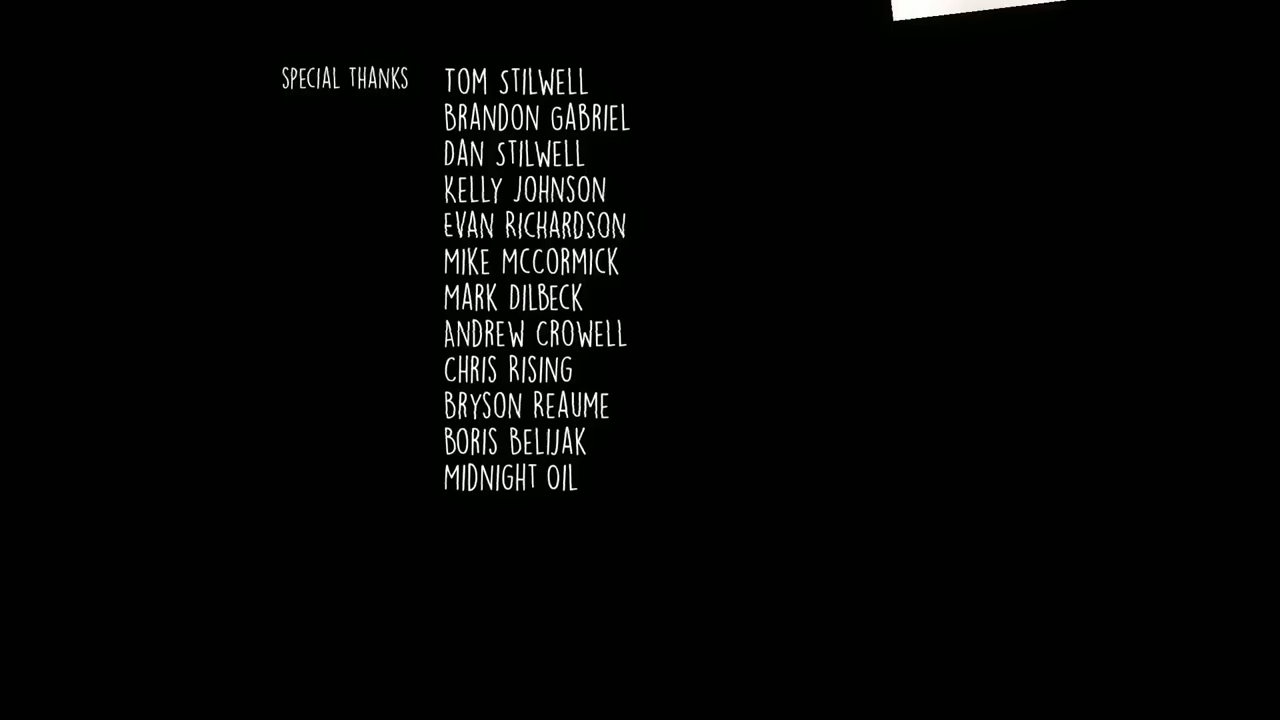 SPECIAL THANKS TOM STILWELL
BRANDON GABRIEL
DAN STILWELL
KELLY JOHNSON
EVAN RICHARDSON
MIKE MCCORMICK
MARK DILBECK
ANDREW CROWELL
CHRIS RISING
BRYSON REAUME
BORIS BELIJAK
MIDNIGHT OIL